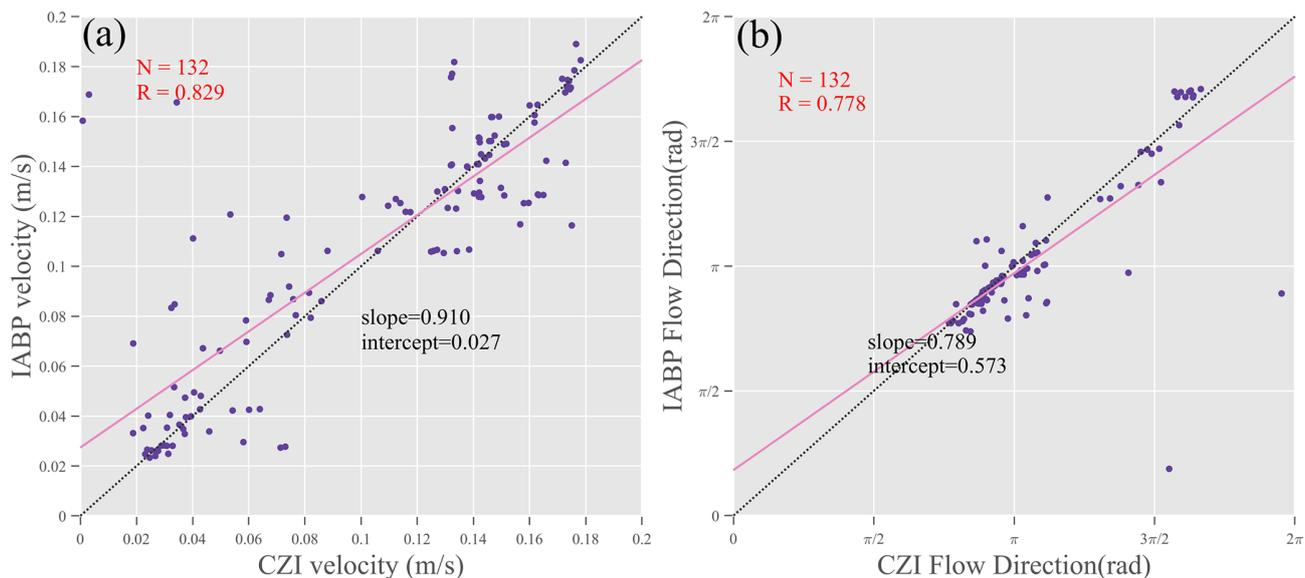 (a)
N = 132
R = 0.829
slope=0.910
intercept=0.027
IABP velocity (m/s)
0.2
0.18
0.16
0.14
0.12
0.1
0.08
0.06
0.04
0.02
0
0 0.02 0.04 0.06 0.08 0.1 0.12 0.14 0.16 0.18 0.2
CZI velocity (m/s)
(b)
N = 132
R = 0.778
slope=0.789
intercept=0.573
IABP Flow Direction(rad)
2π
3π/2
π
π/2
0
0 π/2 π 3π/2 2π
CZI Flow Direction(rad)